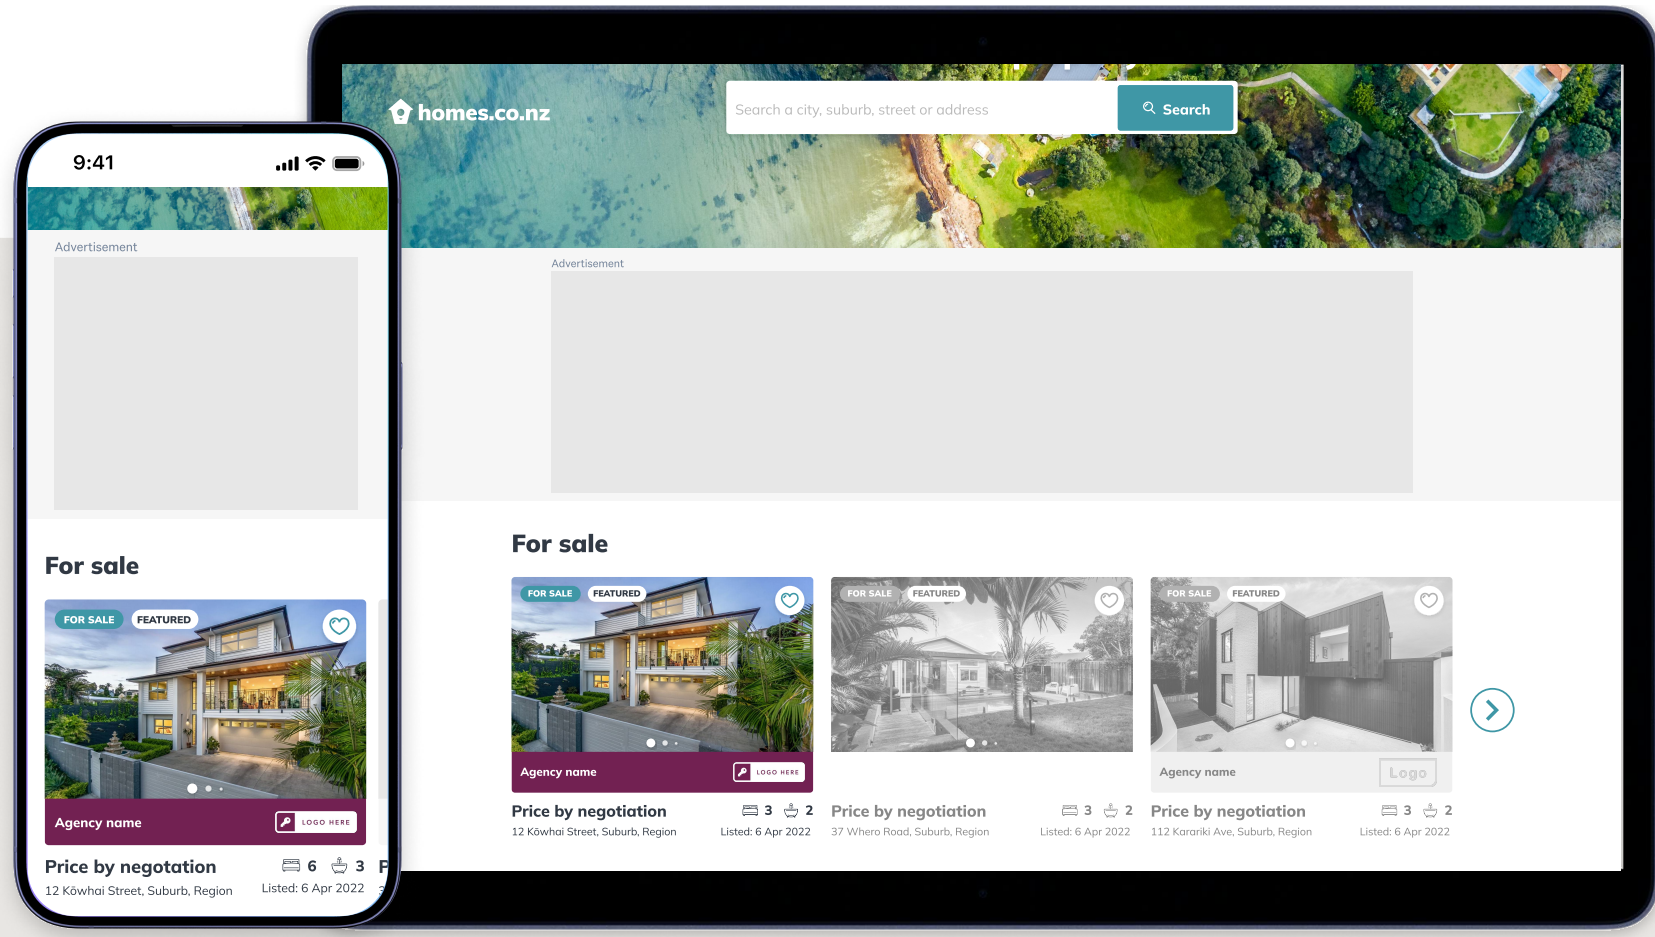 9:41
Advertisement
For sale
FOR SALE FEATURED
Agency name LOGO HERE
Price by negotation 6 3 P
12 Kōwhai Street, Suburb, Region Listed: 6 Apr 2022 3
homes.co.nz
Search a city, suburb, street or address Search
Advertisement
For sale
FOR SALE FEATURED
Agency name LOGO HERE
Price by negotiation 3 2
12 Kōwhai Street, Suburb, Region Listed: 6 Apr 2022
FOR SALE FEATURED
Price by negotiation 3 2
37 Whero Road, Suburb, Region Listed: 6 Apr 2022
FOR SALE FEATURED
Agency name Logo
Price by negotiation 3 2
112 Karariki Ave, Suburb, Region Listed: 6 Apr 2022